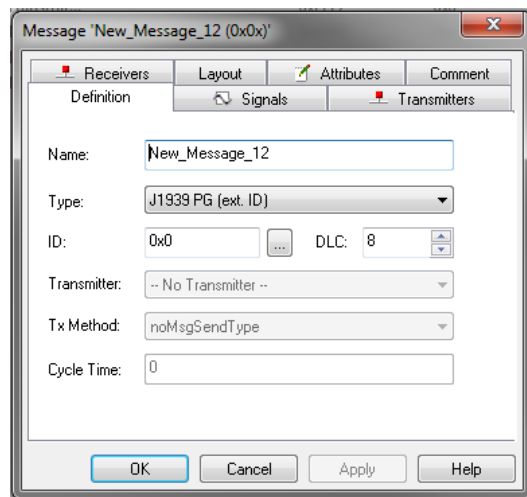 Message 'New_Message_12 (0x0x)'
Receivers Layout Attributes Comment
Definition Signals Transmitters
Name: New_Message_12
Type: J1939 PG (ext. ID)
ID: 0x0 ... DLC: 8
Transmitter: -- No Transmitter --
Tx Method: noMsgSendType
Cycle Time: 0
OK Cancel Apply Help